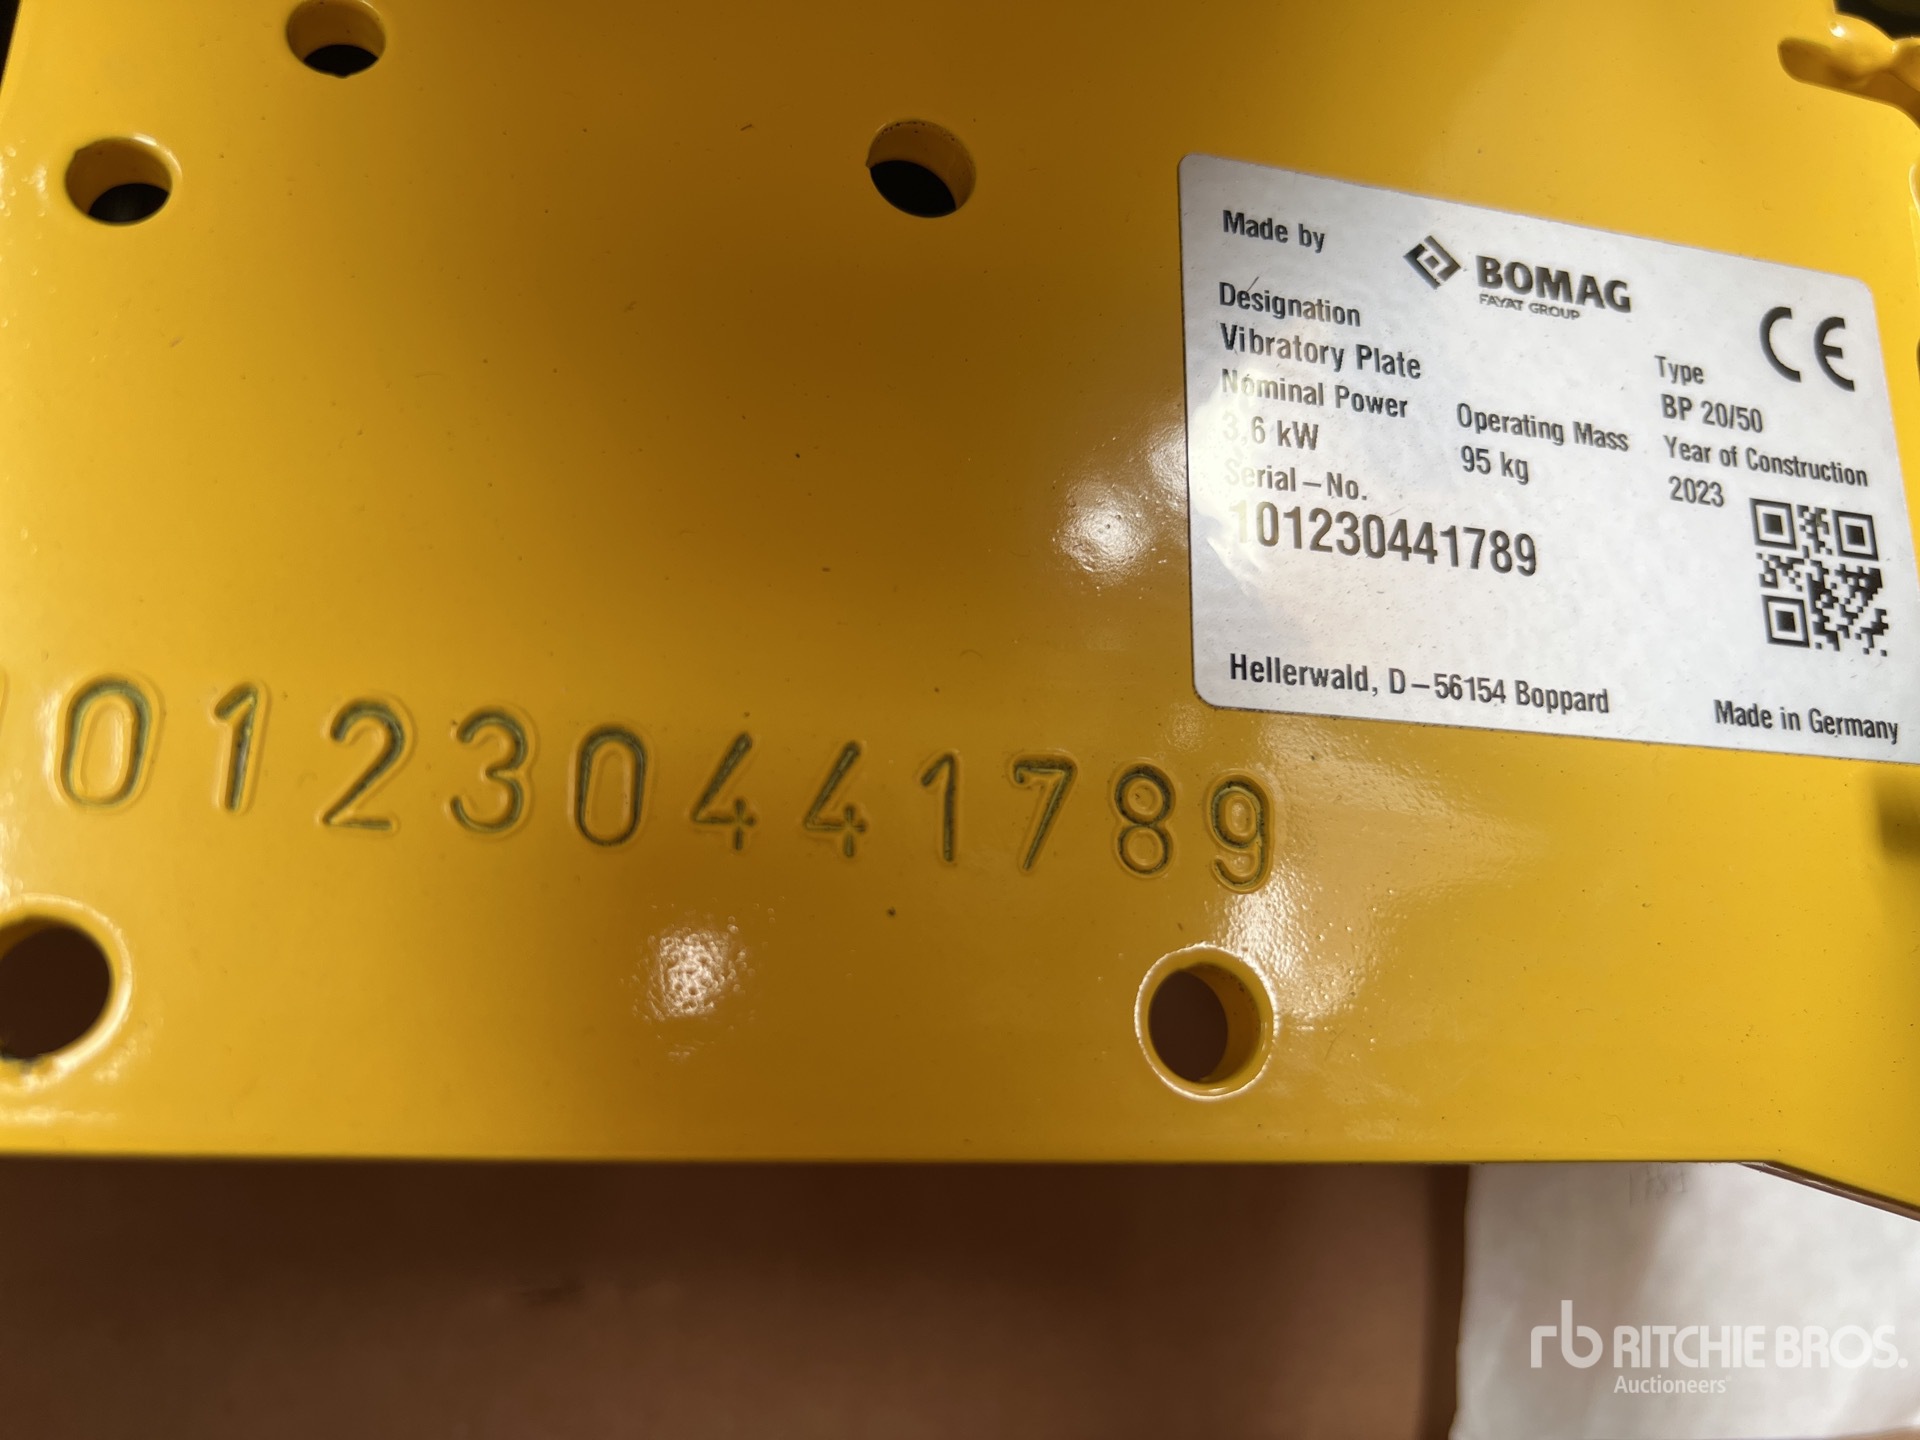 Made by
BOMAG
FAYAT GROUP
CE
Designation
Vibratory Plate
Type
BP 20/50
Nominal Power
3,6 kW
Operating Mass
95 kg
Year of Construction
2023
Serial – No.
101230441789
Hellerwald, D – 56154 Boppard
Made in Germany
101230441789
rb RITCHIE BROS.
Auctioneers